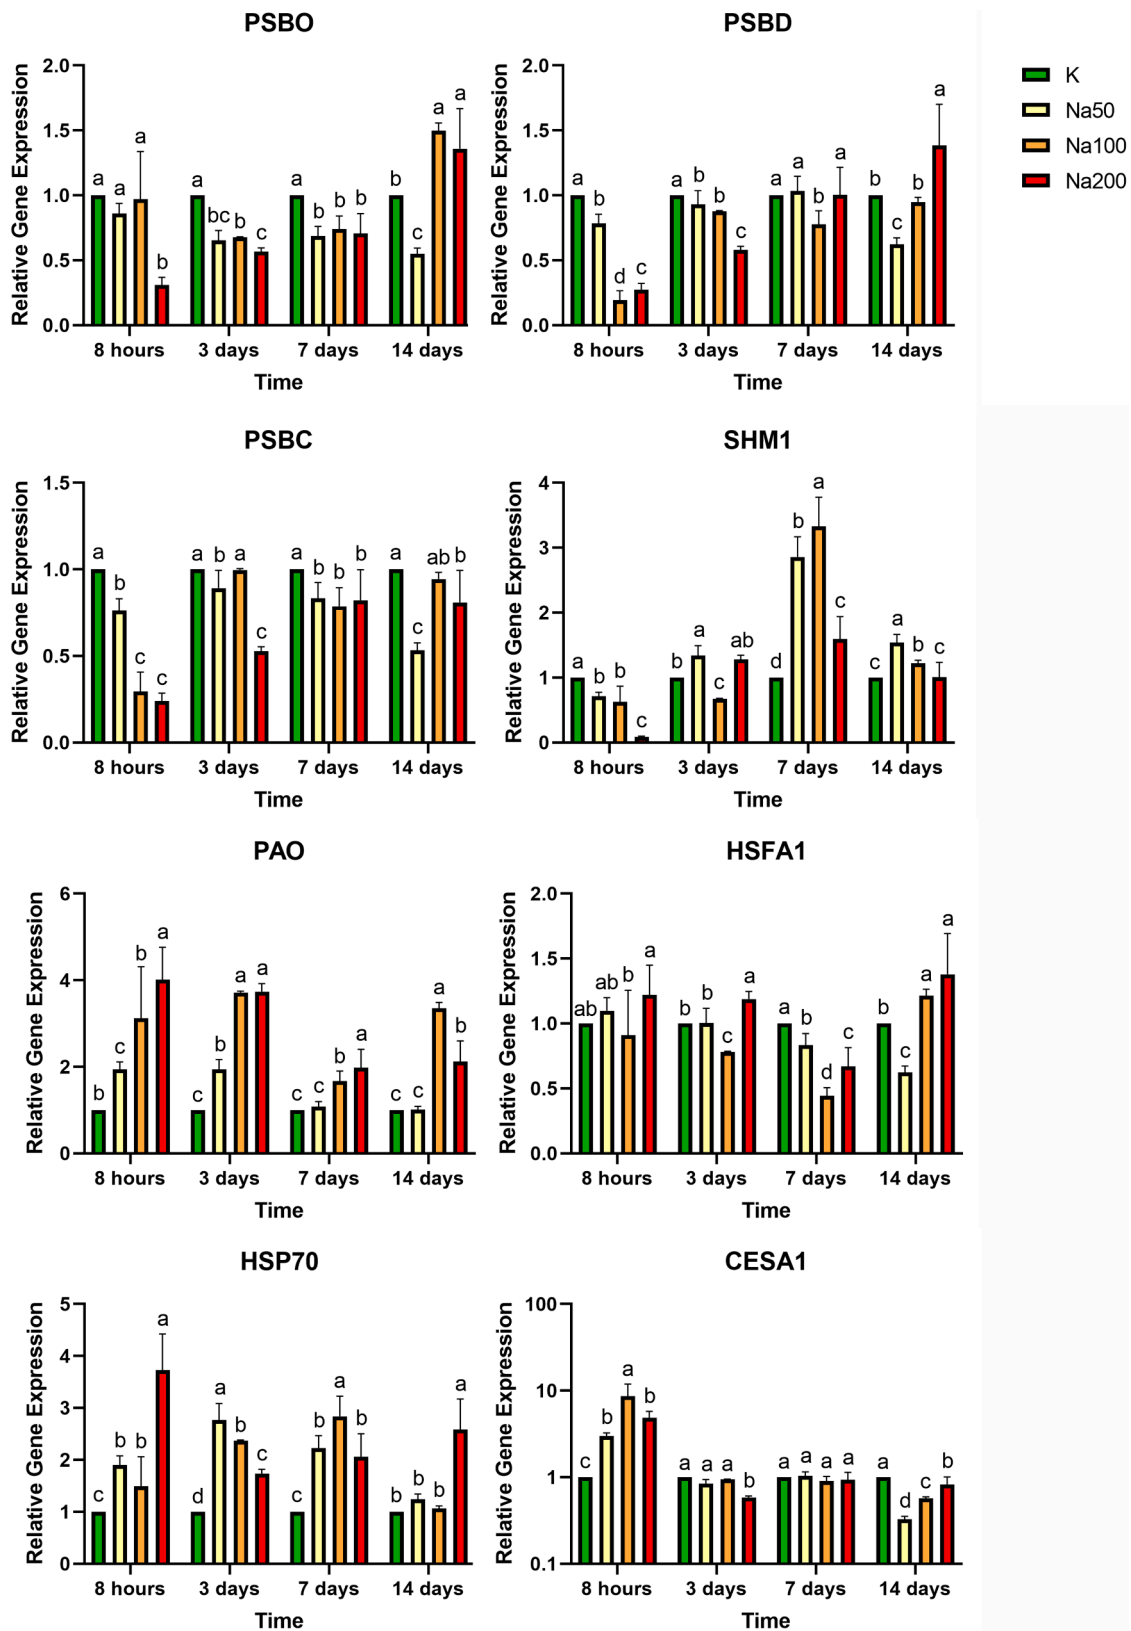 PSBO
Relative Gene Expression
2.0
1.5
1.0
0.5
0.0
a a a b
a bc b c
a b b b
b c a a
8 hours 3 days 7 days 14 days
Time
PSBD
Relative Gene Expression
2.0
1.5
1.0
0.5
0.0
a b d c
a b b c
a a b a
b c b a
8 hours 3 days 7 days 14 days
Time
K
Na50
Na100
Na200
PSBC
Relative Gene Expression
1.5
1.0
0.5
0.0
a b c c
a b a c
a b b b
a c ab b
8 hours 3 days 7 days 14 days
Time
SHM1
Relative Gene Expression
4
3
2
1
0
a b b c
b a c ab
d b a c
c a b c
8 hours 3 days 7 days 14 days
Time
PAO
Relative Gene Expression
6
4
2
0
b c b a
c b a a
c c b a
c c a b
8 hours 3 days 7 days 14 days
Time
HSFA1
Relative Gene Expression
2.0
1.5
1.0
0.5
0.0
ab ab b a
b b c a
a b d c
b c a a
8 hours 3 days 7 days 14 days
Time
HSP70
Relative Gene Expression
5
4
3
2
1
0
c b b a
d a b c
c b a b
b b b a
8 hours 3 days 7 days 14 days
Time
CESA1
Relative Gene Expression
100
10
1
0.1
c b a b
a a a b
a a a a
a d c b
8 hours 3 days 7 days 14 days
Time